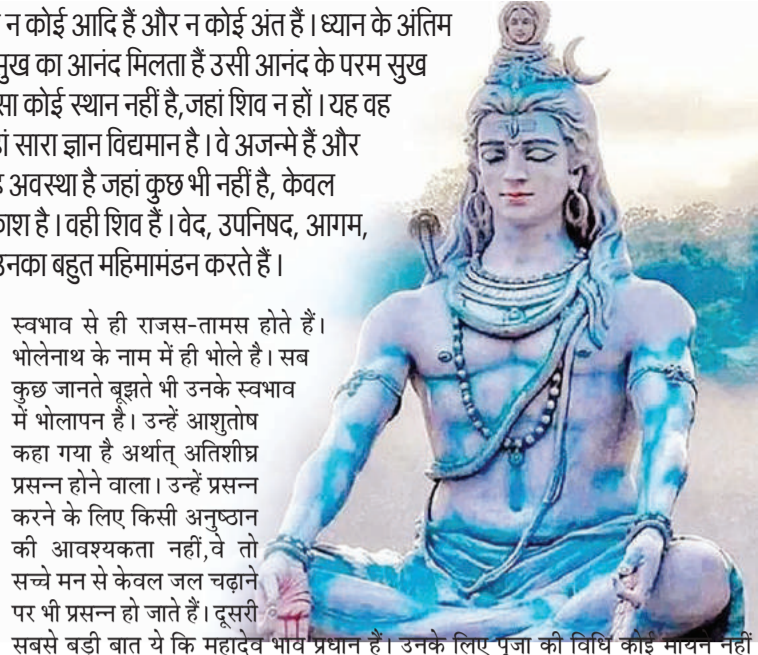 न कोई आदि हैं और न कोई अंत हैं। ध्यान के अंतिम
सुख का आनंद मिलता हैं उसी आनंद के परम सुख
कोई स्थान नहीं है,जहां शिव न हों। यह वह
सारा ज्ञान विद्यमान है। वे अजन्मे हैं और
अवस्था है जहां कुछ भी नहीं है, केवल
है। वही शिव हैं। वेद, उपनिषद, आगम,
उनका बहुत महिमामंडन करते हैं।
स्वभाव से ही राजस-तामस होते हैं।
भोलेनाथ के नाम में ही भोले है। सब
कुछ जानते बूझते भी उनके स्वभाव
में भोलापन है। उन्हें आशुतोष
कहा गया है अर्थात् अतिशीघ्र
प्रसन्न होने वाला। उन्हें प्रसन्न
करने के लिए किसी अनुष्ठान
की आवश्यकता नहीं,वे तो
सच्चे मन से केवल जल चढ़ाने
पर भी प्रसन्न हो जाते हैं। दूसरी
सबसे बड़ी बात ये कि महादेव भाव प्रधान हैं। उनके लिए पूजा की विधि कोई मायने नहीं